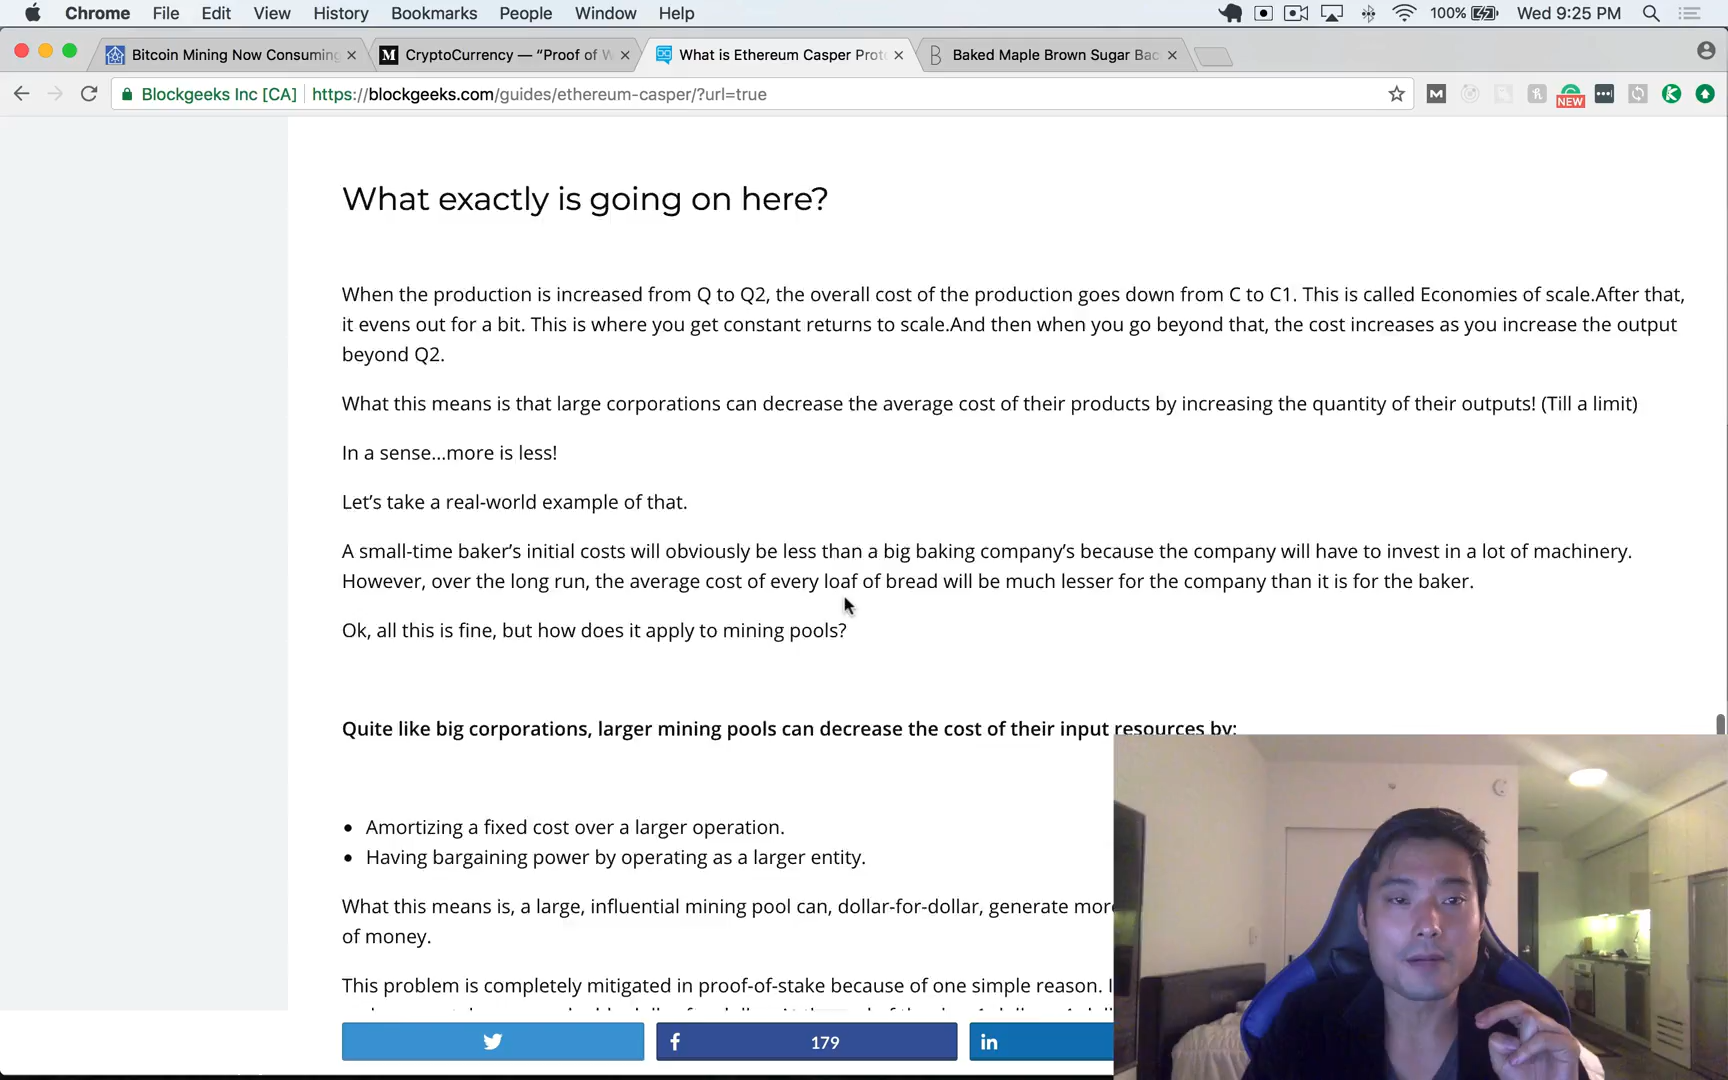 Chrome File Edit View History Bookmarks People Window Help 100% Wed 9:25 PM
Bitcoin Mining Now Consuming CryptoCurrency — “Proof of W What is Ethereum Casper Prot Baked Maple Brown Sugar Bac
Blockgeeks Inc [CA] https://blockgeeks.com/guides/ethereum-casper/?url=true NEW
What exactly is going on here?
When the production is increased from Q to Q2, the overall cost of the production goes down from C to C1. This is called Economies of scale.After that,
it evens out for a bit. This is where you get constant returns to scale.And then when you go beyond that, the cost increases as you increase the output
beyond Q2.
What this means is that large corporations can decrease the average cost of their products by increasing the quantity of their outputs! (Till a limit)
In a sense...more is less!
Let’s take a real-world example of that.
A small-time baker’s initial costs will obviously be less than a big baking company’s because the company will have to invest in a lot of machinery.
However, over the long run, the average cost of every loaf of bread will be much lesser for the company than it is for the baker.
Ok, all this is fine, but how does it apply to mining pools?
Quite like big corporations, larger mining pools can decrease the cost of their input resources by:
• Amortizing a fixed cost over a larger operation.
• Having bargaining power by operating as a larger entity.
What this means is, a large, influential mining pool can, dollar-for-dollar, generate more
of money.
This problem is completely mitigated in proof-of-stake because of one simple reason. I
179